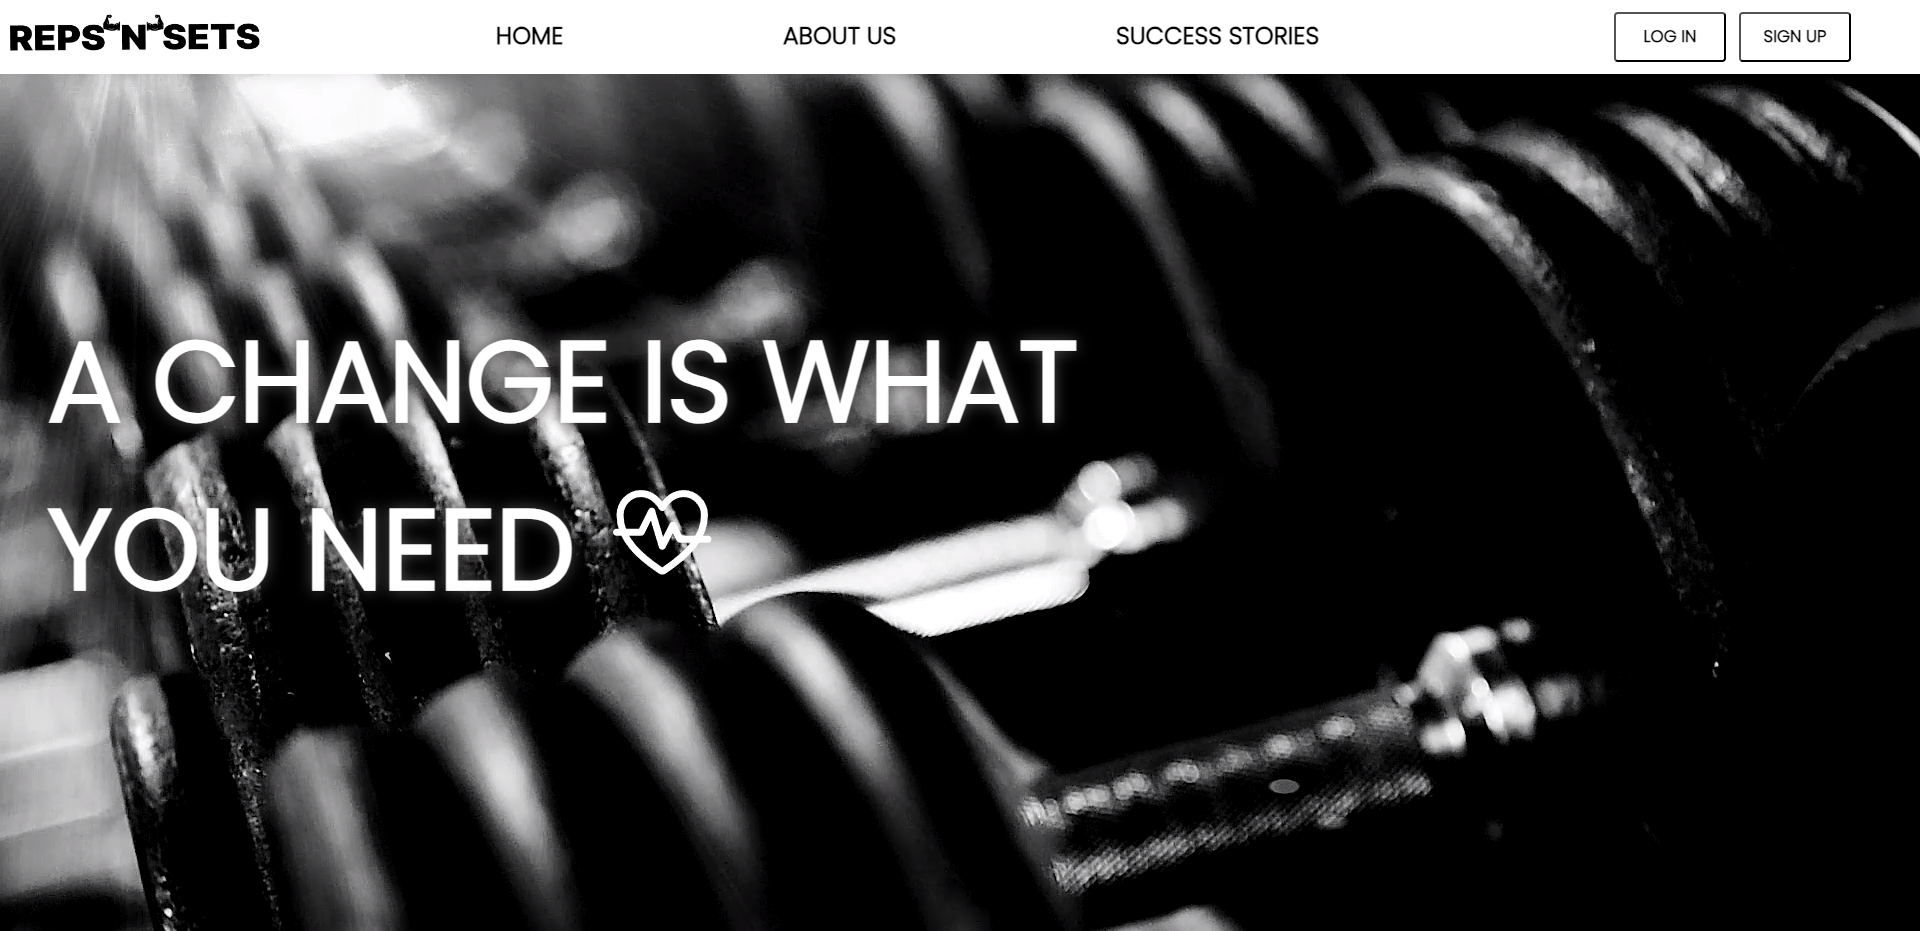 REPS'N'SETS
HOME
ABOUT US
SUCCESS STORIES
LOG IN
SIGN UP
A CHANGE IS WHAT
YOU NEED